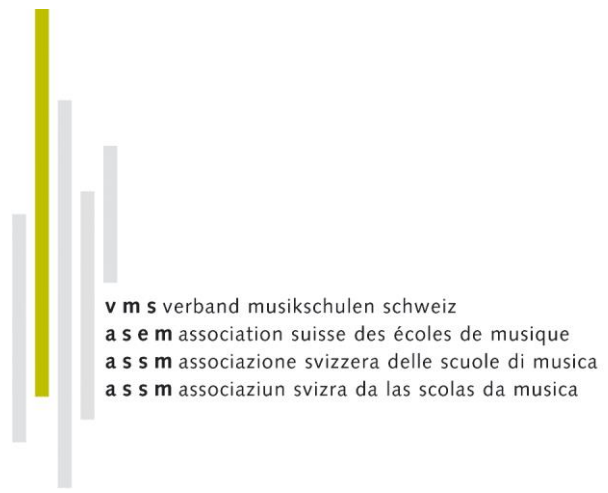 v m s verband musikschulen schweiz
a s e m association suisse des écoles de musique
a s s m associazione svizzera delle scuole di musica
a s s m associaziun svizra da las scolas da musica